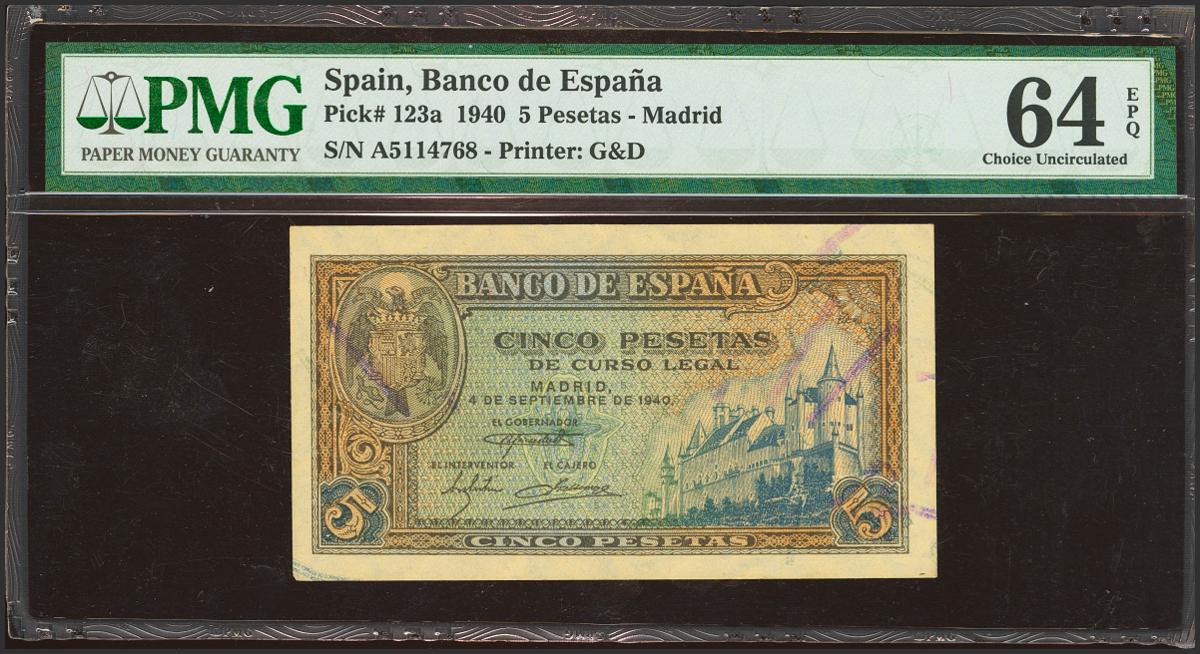 PMG
PAPER MONEY GUARANTY
Spain, Banco de España
Pick# 123a 1940 5 Pesetas - Madrid
S/N A5114768 - Printer: G&D
64
EPQ
Choice Uncirculated
BANCO DE ESPAÑA
CINCO PESETAS
DE CURSO LEGAL
MADRID,
4 DE SEPTIEMBRE DE 1940.
EL GOBERNADOR
EL INTERVENTOR EL CAJERO
5 5
CINCO PESETAS
PMG
PMG